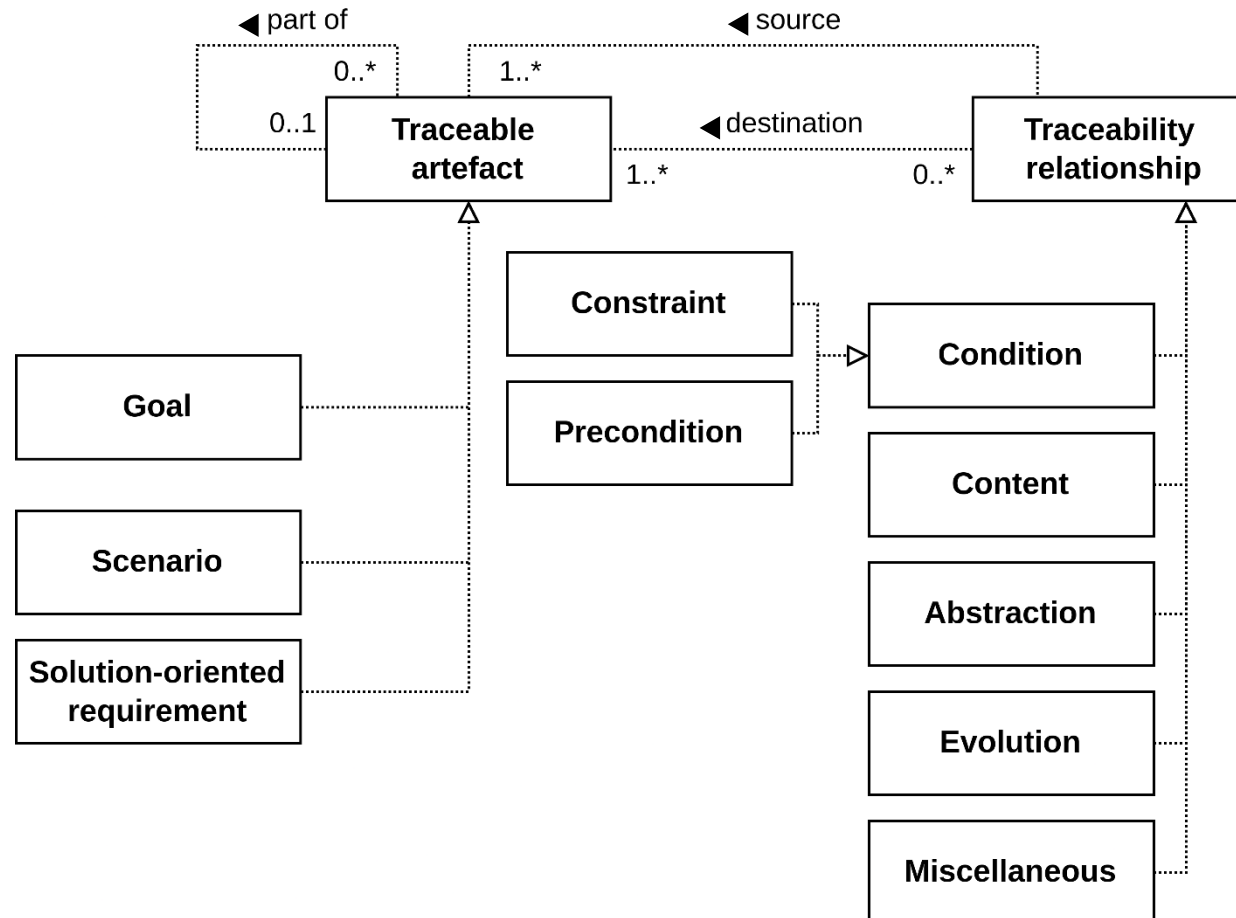 ◀ part of
◀ source
0..*
1..*
0..1
Traceable
artefact
◀ destination
1..*
0..*
Traceability
relationship
Constraint
Precondition
Condition
Content
Abstraction
Evolution
Miscellaneous
Goal
Scenario
Solution-oriented
requirement